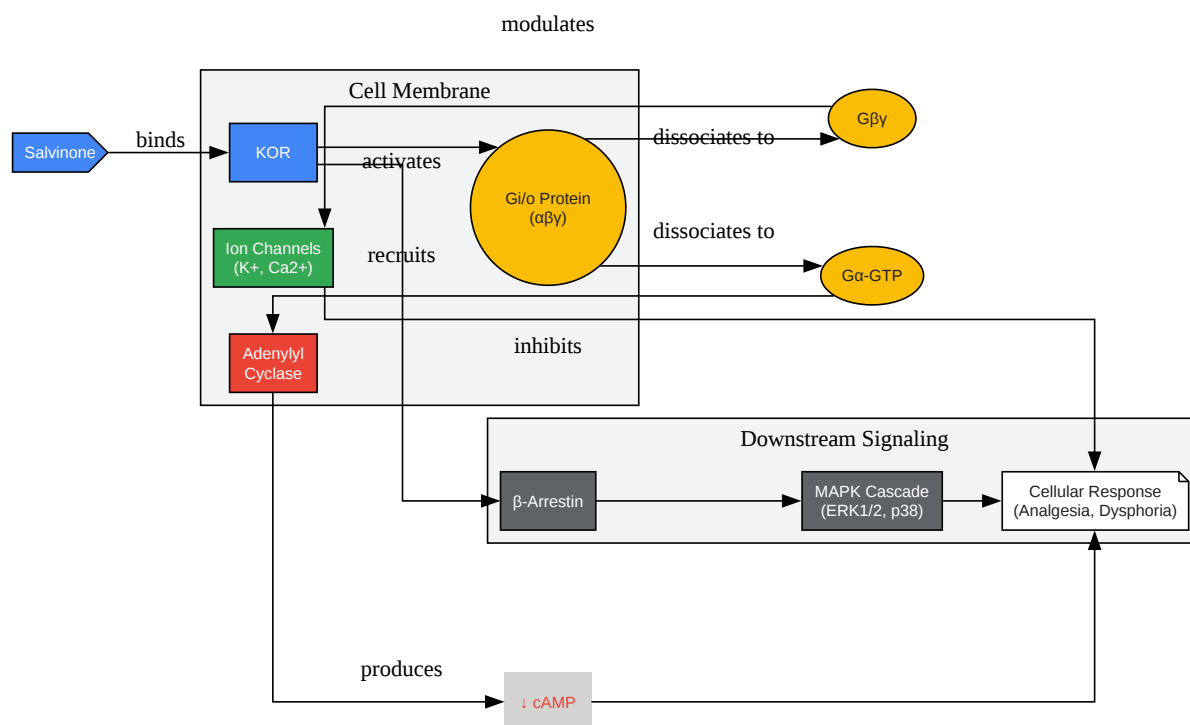 modulates
Cell Membrane
Salvinone
binds
KOR
activates
Gi/o Protein
(αβγ)
dissociates to
Gβγ
dissociates to
Gα-GTP
Ion Channels
(K+, Ca2+)
recruits
inhibits
Adenylyl
Cyclase
Downstream Signaling
β-Arrestin
MAPK Cascade
(ERK1/2, p38)
Cellular Response
(Analgesia, Dysphoria)
produces
↓ cAMP